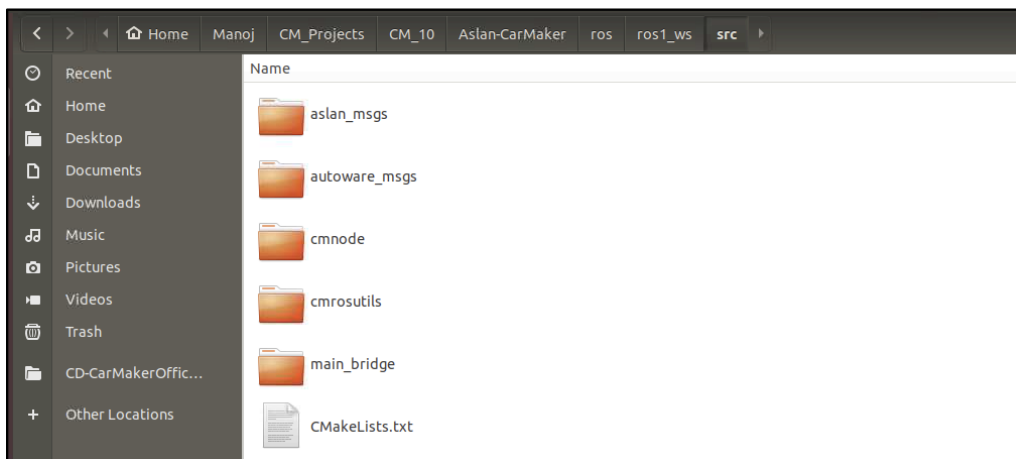 Home Manoj CM_Projects CM_10 Aslan-CarMaker ros ros1_ws src
Recent
Home
Desktop
Documents
Downloads
Music
Pictures
Videos
Trash
CD-CarMakerOffic...
Other Locations
Name
aslan_msgs
autoware_msgs
cmnode
cmrosutils
main_bridge
CMakeLists.txt